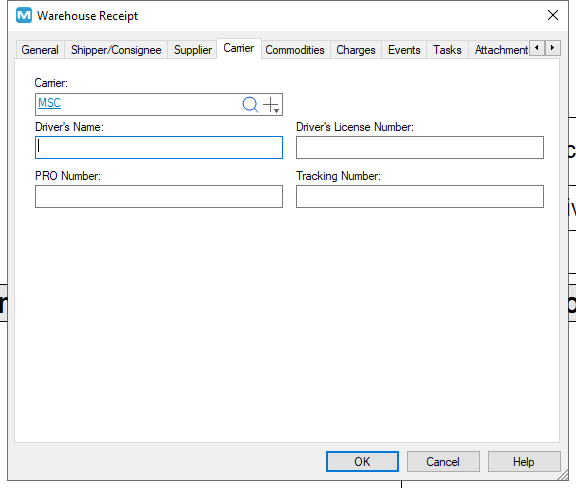 Warehouse Receipt
General Shipper/Consignee Supplier Carrier Commodities Charges Events Tasks Attachment
Carrier:
MSC
Driver's Name: Driver's License Number:
PRO Number: Tracking Number:
OK Cancel Help